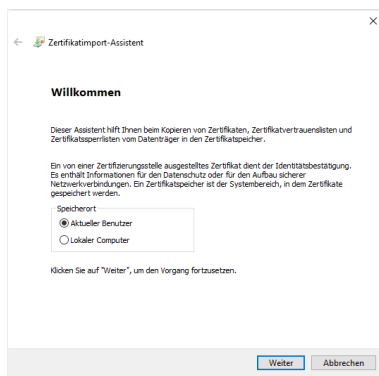 Zertifikatimport-Assistent
Willkommen
Dieser Assistent hilft Ihnen beim Kopieren von Zertifikaten, Zertifikatvertrauenslisten und
Zertifikatssperrlisten vom Datenträger in den Zertifikatspeicher.
Ein von einer Zertifizierungsstelle ausgestelltes Zertifikat dient der Identitätsbestätigung.
Es enthält Informationen für den Datenschutz oder für den Aufbau sicherer
Netzwerkverbindungen. Ein Zertifikatspeicher ist der Systembereich, in dem Zertifikate
gespeichert werden.
Speicherort
Aktueller Benutzer
Lokaler Computer
Klicken Sie auf "Weiter", um den Vorgang fortzusetzen.
Weiter Abbrechen